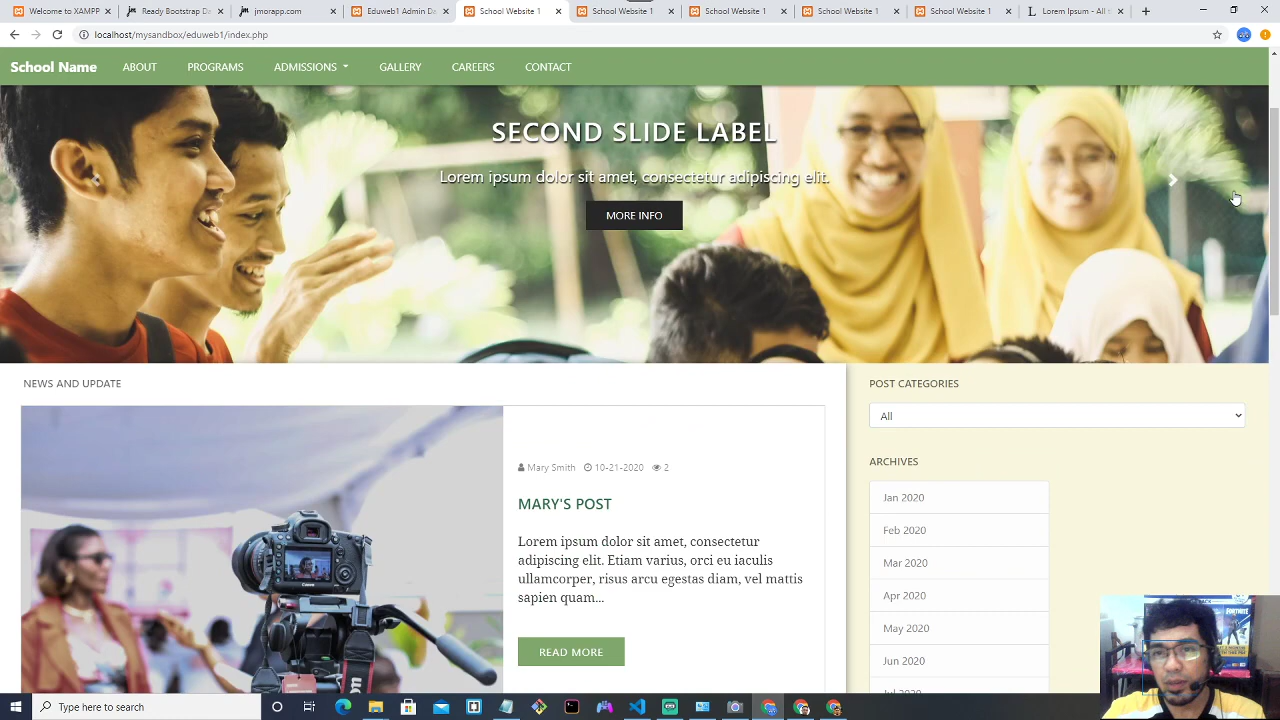 Welcome to XAMPP
Ready Bootstrap De
jmorapp.com
Eduweb1 Admin Da
School Website 1
School Website 1
School Website 1
School Website 1
School Website 1
Lorem Ipsum - All s
localhost/mysandbox/eduweb1/index.php
School Name
ABOUT
PROGRAMS
ADMISSIONS
GALLERY
CAREERS
CONTACT
SECOND SLIDE LABEL
Lorem ipsum dolor sit amet, consectetur adipiscing elit.
MORE INFO
NEWS AND UPDATE
Mary Smith 10-21-2020 2
MARY'S POST
Lorem ipsum dolor sit amet, consectetur
adipiscing elit. Etiam varius, orci eu iaculis
ullamcorper, risus arcu egestas diam, vel mattis
sapien quam...
READ MORE
POST CATEGORIES
All
ARCHIVES
Jan 2020
Feb 2020
Mar 2020
Apr 2020
May 2020
Jun 2020
Jul 2020
FORTNITE
Type here to search